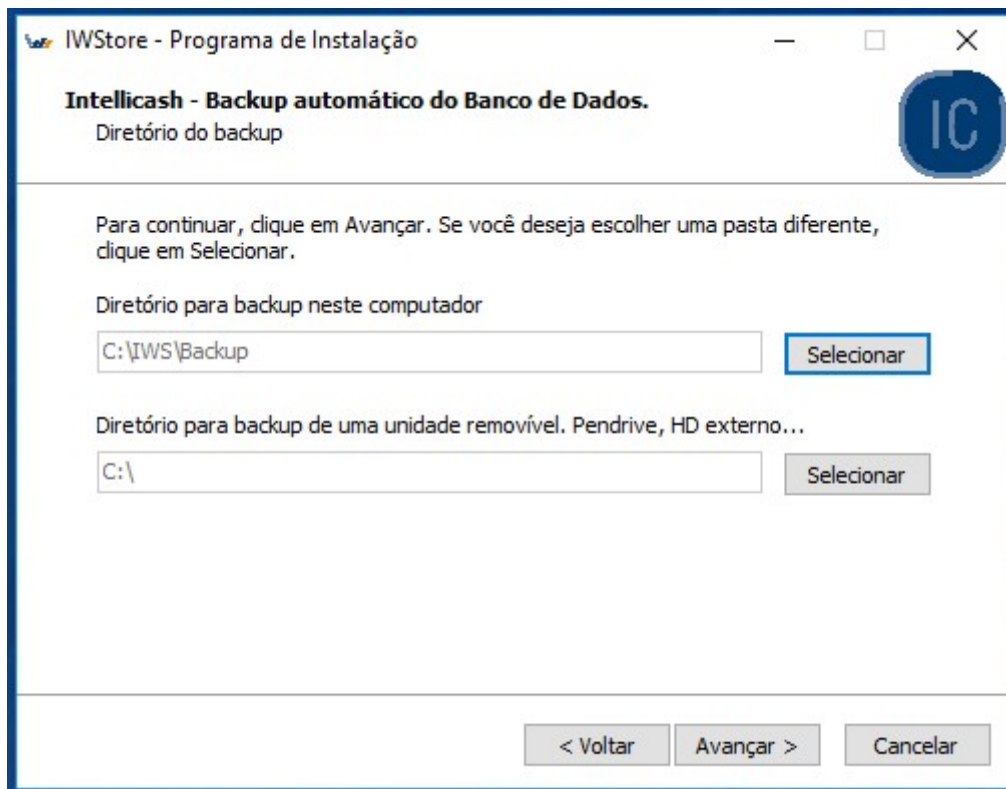 IWStore - Programa de Instalação
Intellicash - Backup automático do Banco de Dados.
Diretório do backup
IC
Para continuar, clique em Avançar. Se você deseja escolher uma pasta diferente,
clique em Selecionar.
Diretório para backup neste computador
C:\IWS\Backup
Selecionar
Diretório para backup de uma unidade removível. Pendrive, HD externo...
C:\
Selecionar
< Voltar
Avançar >
Cancelar